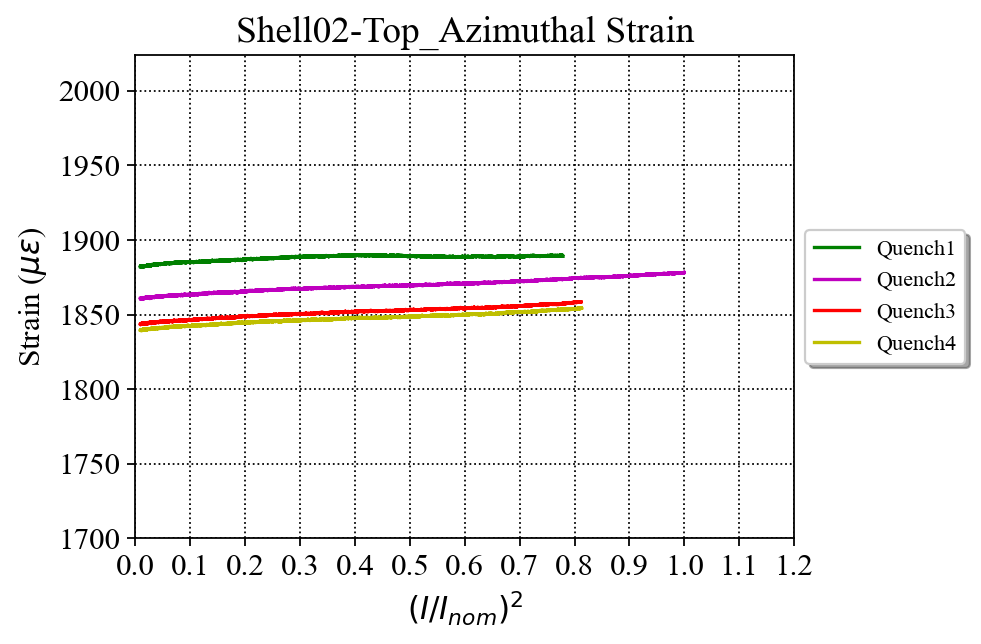 Shell02-Top_Azimuthal Strain
Strain (με)
2000
1950
1900
1850
1800
1750
1700
0.0 0.1 0.2 0.3 0.4 0.5 0.6 0.7 0.8 0.9 1.0 1.1 1.2
(I/I_nom)^2
Quench1
Quench2
Quench3
Quench4